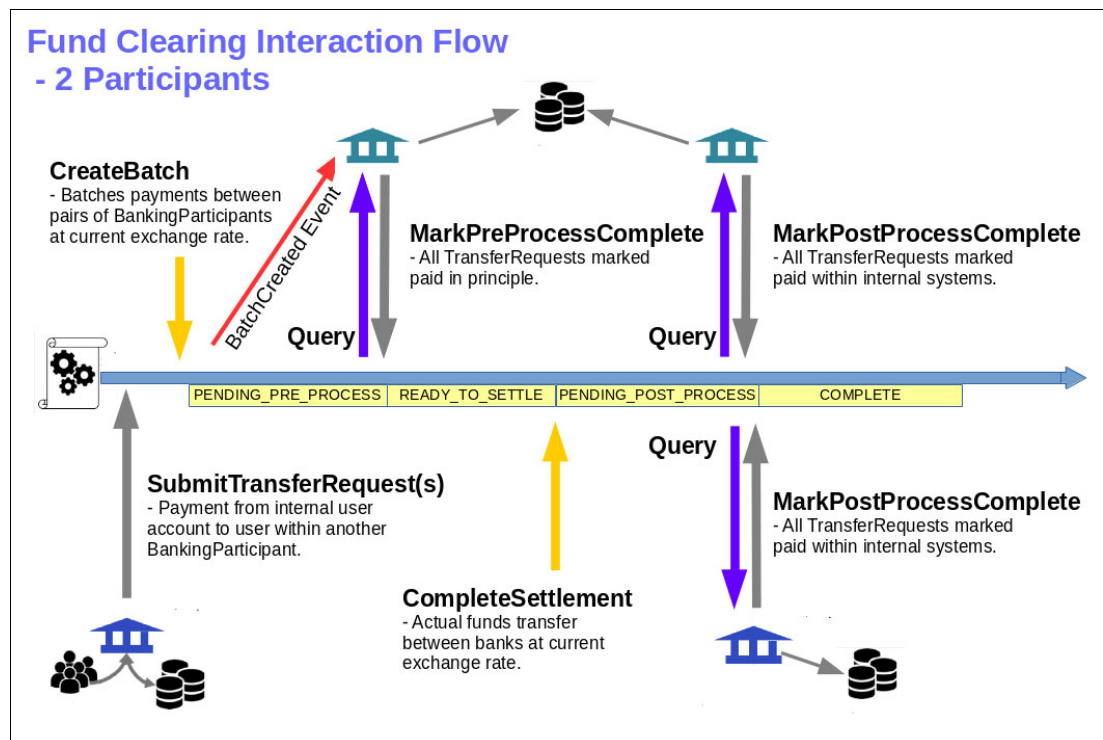 Fund Clearing Interaction Flow
- 2 Participants
CreateBatch
- Batches payments between
pairs of BankingParticipants
at current exchange rate.
BatchCreated Event
MarkPreProcessComplete
- All TransferRequests marked
paid in principle.
MarkPostProcessComplete
- All TransferRequests marked
paid within internal systems.
Query
Query
PENDING_PRE_PROCESS
READY_TO_SETTLE
PENDING_POST_PROCESS
COMPLETE
Query
SubmitTransferRequest(s)
- Payment from internal user
account to user within another
BankingParticipant.
MarkPostProcessComplete
- All TransferRequests marked
paid within internal systems.
CompleteSettlement
- Actual funds transfer
between banks at current
exchange rate.